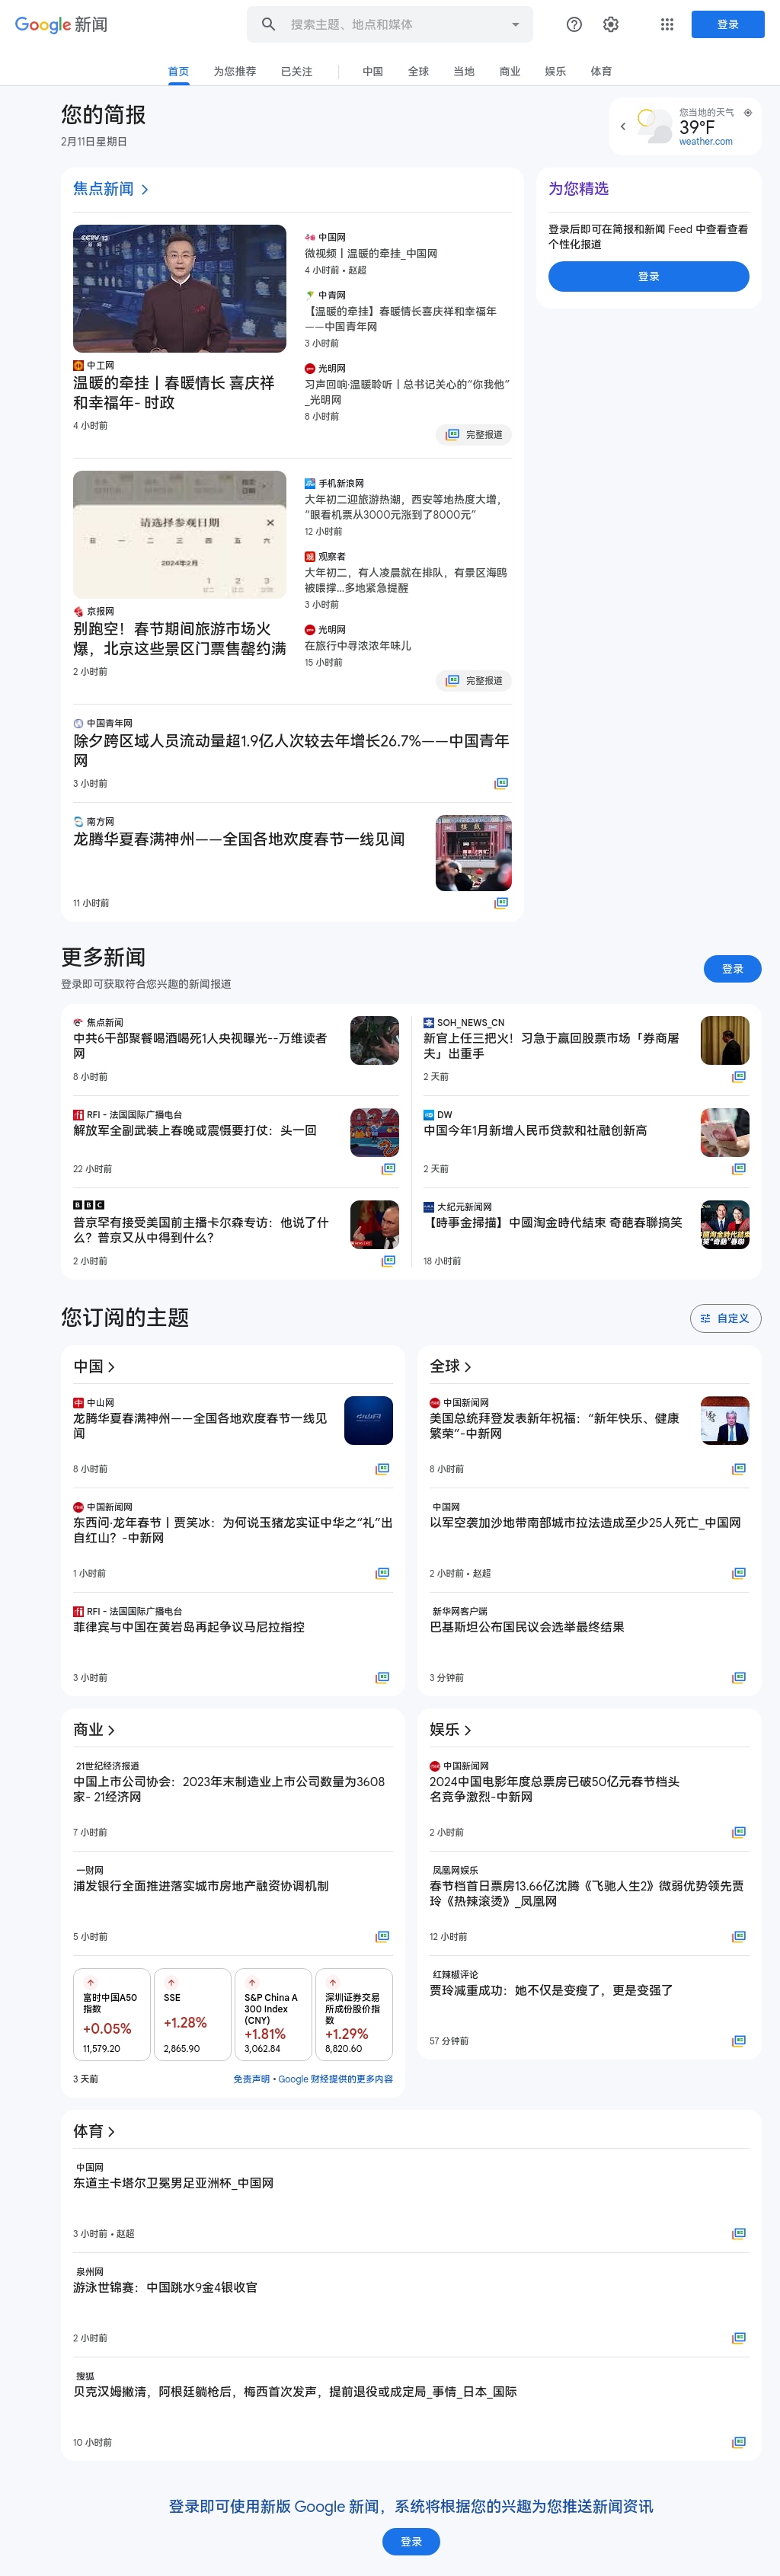 Google 新闻
搜索主题、地点和媒体
登录
首页
为您推荐
已关注
中国
全球
当地
商业
娱乐
体育
您的简报
2月11日星期日
您当地的天气
39°F
weather.com
焦点新闻
CCTV 13
中工网
温暖的牵挂丨春暖情长 喜庆祥
和幸福年- 时政
4 小时前
中国网
微视频丨温暖的牵挂_中国网
4 小时前 • 赵超
中青网
【温暖的牵挂】春暖情长喜庆祥和幸福年
——中国青年网
3 小时前
光明网
习声回响·温暖聆听丨总书记关心的“你我他”
_光明网
8 小时前
完整报道
为您精选
登录后即可在简报和新闻 Feed 中查看查看
个性化报道
登录
请选择参观日期
日 一 二 三 四 五 六
2024年2月
1 2 3
京报网
别跑空！春节期间旅游市场火
爆，北京这些景区门票售罄约满
2 小时前
手机新浪网
大年初二迎旅游热潮，西安等地热度大增，
“眼看机票从3000元涨到了8000元”
12 小时前
观察者
大年初二，有人凌晨就在排队，有景区海鸥
被喂撑...多地紧急提醒
3 小时前
光明网
在旅行中寻浓浓年味儿
15 小时前
完整报道
中国青年网
除夕跨区域人员流动量超1.9亿人次较去年增长26.7%——中国青年
网
3 小时前
南方网
龙腾华夏春满神州——全国各地欢度春节一线见闻
11 小时前
更多新闻
登录即可获取符合您兴趣的新闻报道
登录
焦点新闻
中共6干部聚餐喝酒喝死1人央视曝光--万维读者
网
8 小时前
RFI - 法国国际广播电台
解放军全副武装上春晚或震慑要打仗：头一回
22 小时前
BBC
普京罕有接受美国前主播卡尔森专访：他说了什
么？普京又从中得到什么？
2 小时前
SOH_NEWS_CN
新官上任三把火！习急于赢回股票市场「券商屠
夫」出重手
2 天前
DW
中国今年1月新增人民币贷款和社融创新高
2 天前
大纪元新闻网
【時事金掃描】中國淘金時代結束 奇葩春聯搞笑
18 小时前
您订阅的主题
自定义
中国
中山网
龙腾华夏春满神州——全国各地欢度春节一线见
闻
8 小时前
中国新闻网
东西问·龙年春节丨贾笑冰：为何说玉猪龙实证中华之“礼”出
自红山？-中新网
1 小时前
RFI - 法国国际广播电台
菲律宾与中国在黄岩岛再起争议马尼拉指控
3 小时前
全球
中国新闻网
美国总统拜登发表新年祝福：“新年快乐、健康
繁荣”-中新网
8 小时前
中国网
以军空袭加沙地带南部城市拉法造成至少25人死亡_中国网
2 小时前 • 赵超
新华网客户端
巴基斯坦公布国民议会选举最终结果
3 分钟前
商业
21世纪经济报道
中国上市公司协会：2023年末制造业上市公司数量为3608
家- 21经济网
7 小时前
一财网
浦发银行全面推进落实城市房地产融资协调机制
5 小时前
富时中国A50
指数
+0.05%
11,579.20
SSE
+1.28%
2,865.90
S&P China A
300 Index
(CNY)
+1.81%
3,062.84
深圳证券交易
所成份股价指
数
+1.29%
8,820.60
3 天前
免责声明 • Google 财经提供的更多内容
娱乐
中国新闻网
2024中国电影年度总票房已破50亿元春节档头
名竞争激烈-中新网
2 小时前
凤凰网娱乐
春节档首日票房13.66亿沈腾《飞驰人生2》微弱优势领先贾
玲《热辣滚烫》_凤凰网
12 小时前
红辣椒评论
贾玲减重成功：她不仅是变瘦了，更是变强了
57 分钟前
体育
中国网
东道主卡塔尔卫冕男足亚洲杯_中国网
3 小时前 • 赵超
泉州网
游泳世锦赛：中国跳水9金4银收官
2 小时前
搜狐
贝克汉姆撇清，阿根廷躺枪后，梅西首次发声，提前退役或成定局_事情_日本_国际
10 小时前
登录即可使用新版 Google 新闻，系统将根据您的兴趣为您推送新闻资讯
登录